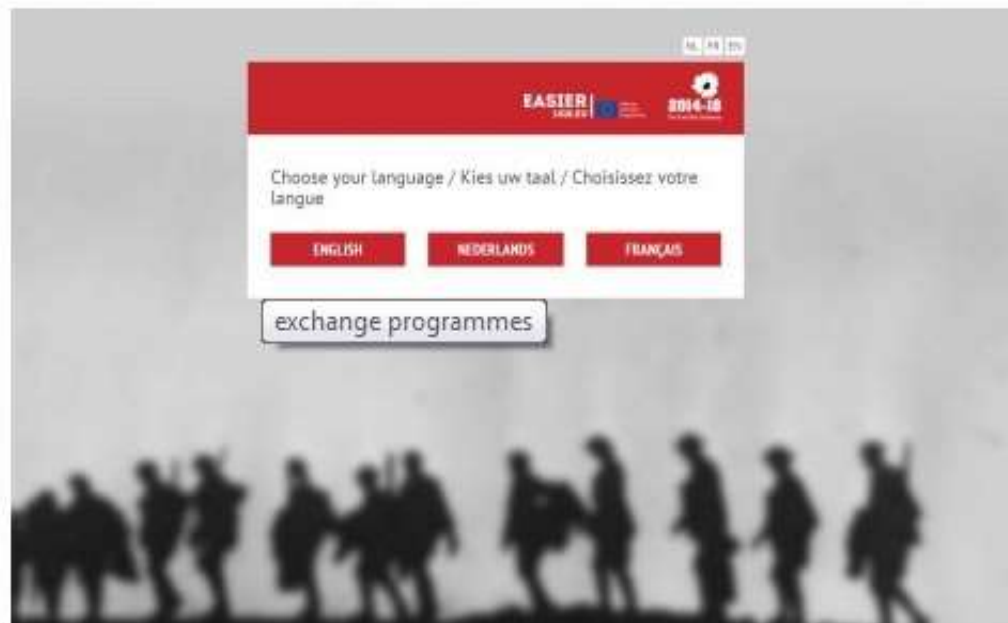 NL FR EN
EASIER
2014-18
Choose your language / Kies uw taal / Choisissez votre
langue
ENGLISH NEDERLANDS FRANÇAIS
exchange programmes